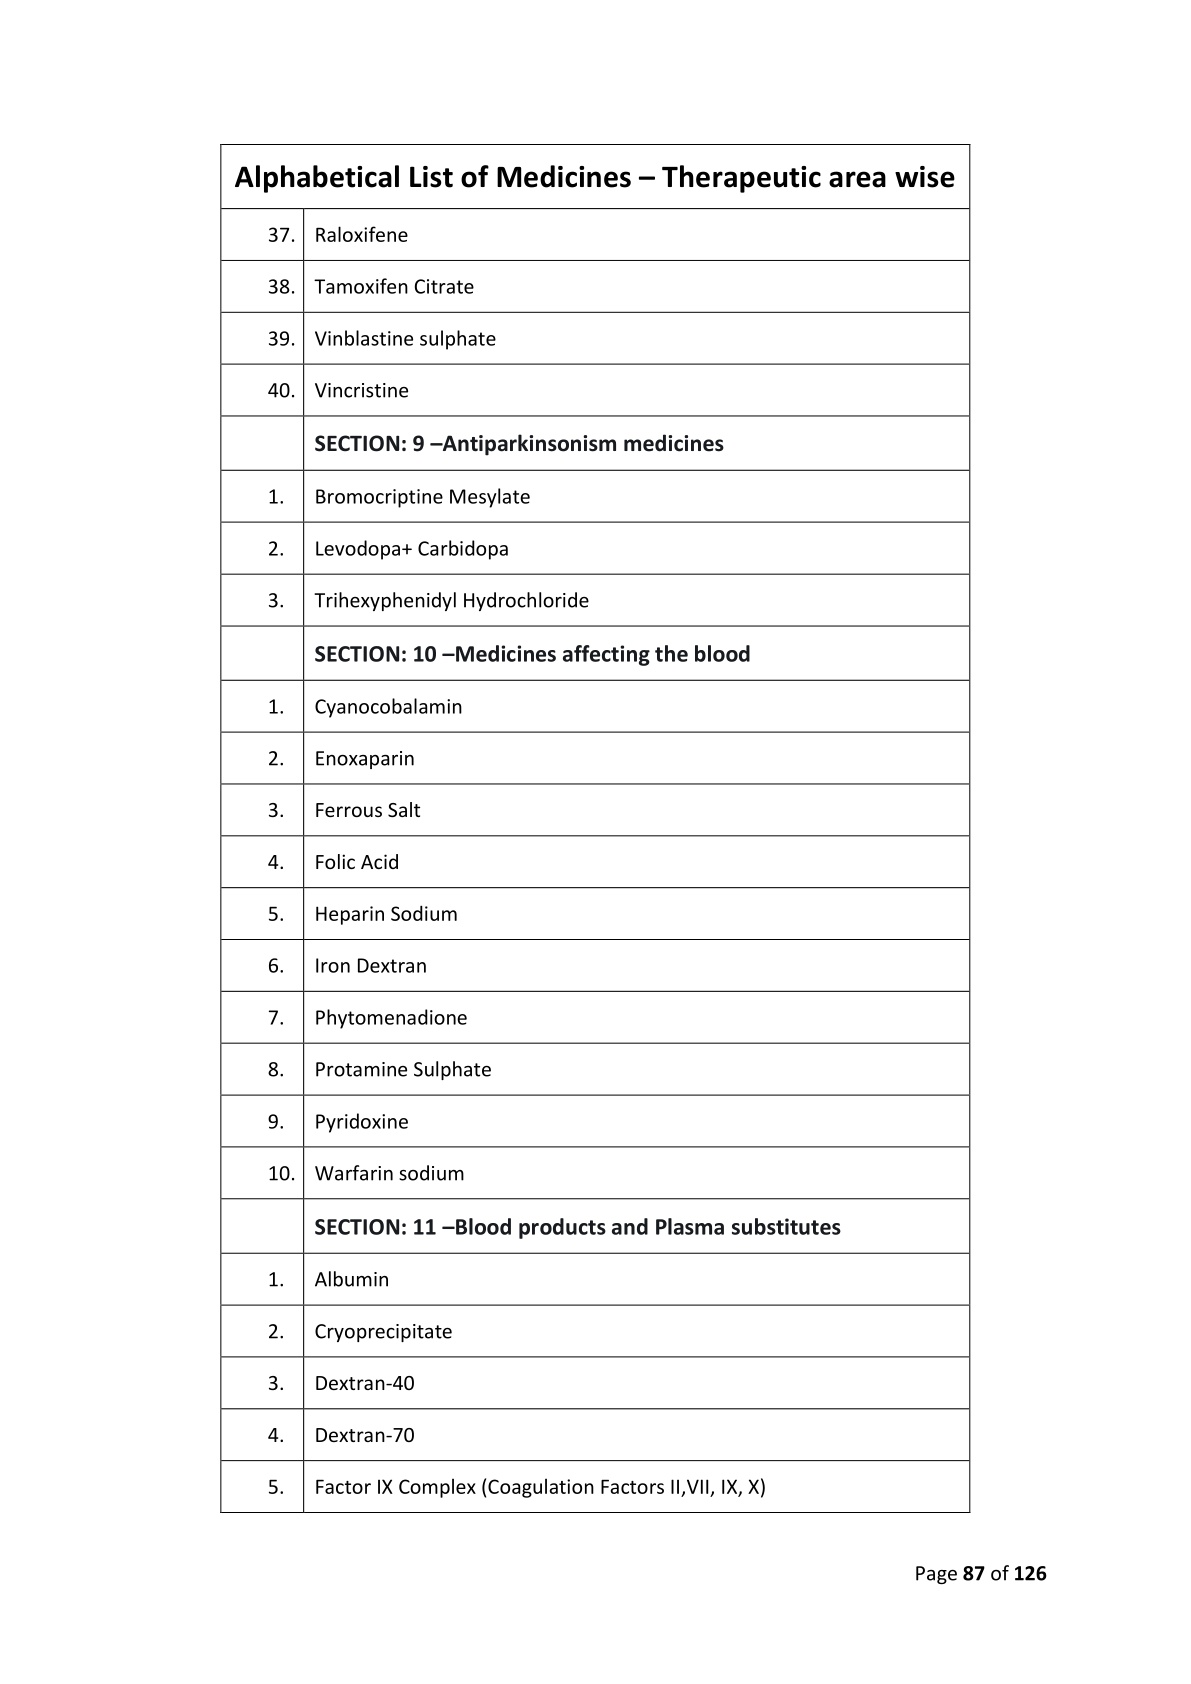 Alphabetical List of Medicines – Therapeutic area wise
37. Raloxifene
38. Tamoxifen Citrate
39. Vinblastine sulphate
40. Vincristine
SECTION: 9 –Antiparkinsonism medicines
1. Bromocriptine Mesylate
2. Levodopa+ Carbidopa
3. Trihexyphenidyl Hydrochloride
SECTION: 10 –Medicines affecting the blood
1. Cyanocobalamin
2. Enoxaparin
3. Ferrous Salt
4. Folic Acid
5. Heparin Sodium
6. Iron Dextran
7. Phytomenadione
8. Protamine Sulphate
9. Pyridoxine
10. Warfarin sodium
SECTION: 11 –Blood products and Plasma substitutes
1. Albumin
2. Cryoprecipitate
3. Dextran-40
4. Dextran-70
5. Factor IX Complex (Coagulation Factors II,VII, IX, X)
Page 87 of 126